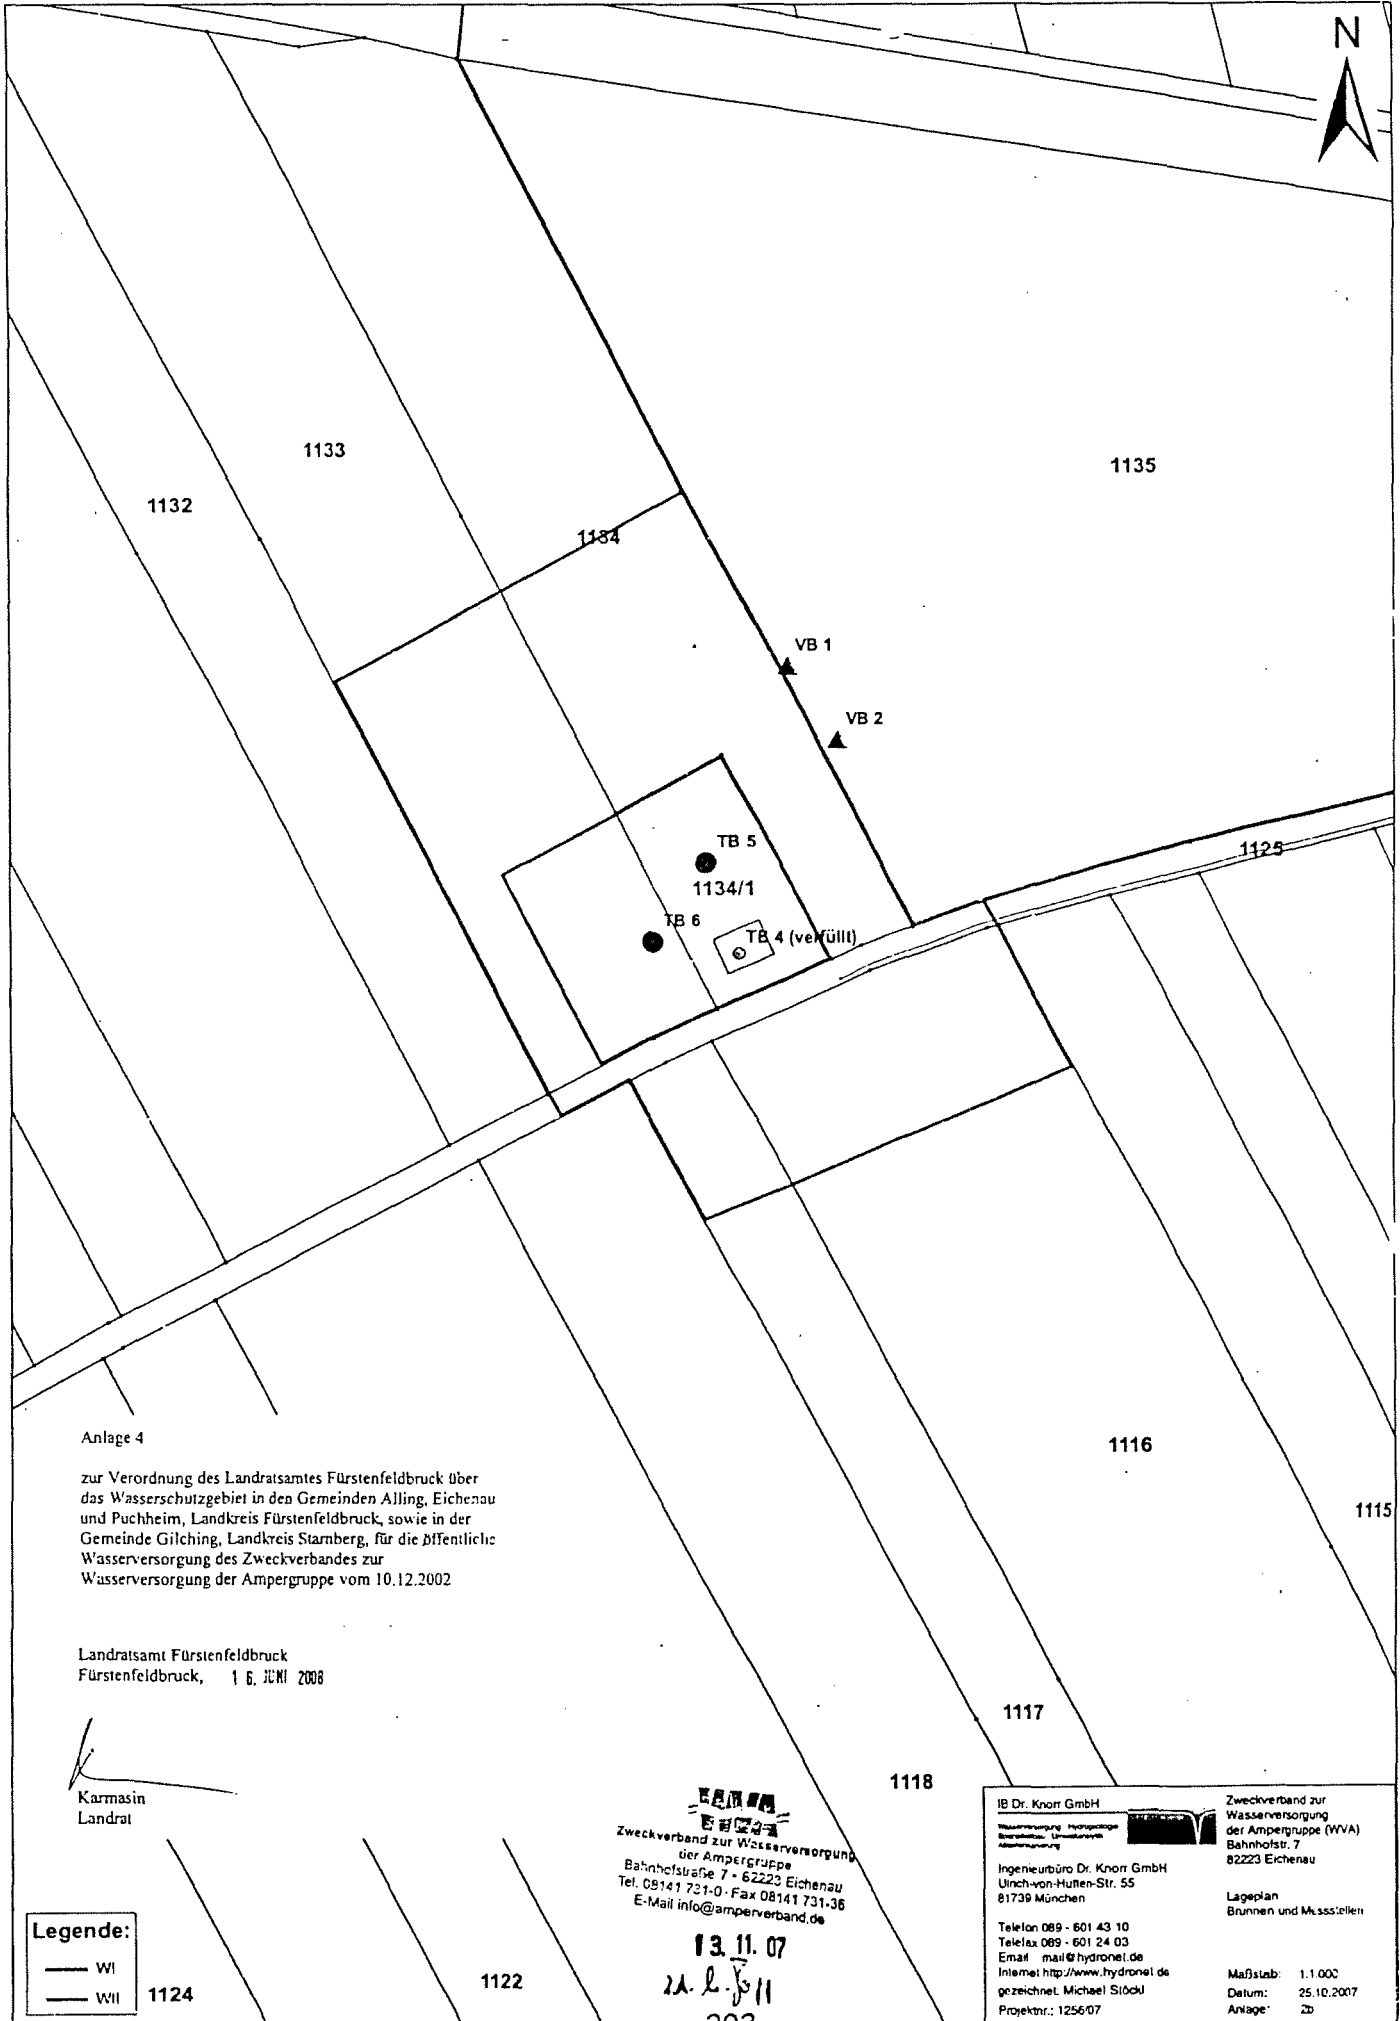 N
1133
1135
1132
1134
VB 1
VB 2
TB 5
1125
1134/1
TB 6
TB 4 (verfüllt)
Anlage 4
zur Verordnung des Landratsamtes Fürstenfeldbruck über
das Wasserschutzgebiet in den Gemeinden Alling, Eichenau
und Puchheim, Landkreis Fürstenfeldbruck, sowie in der
Gemeinde Gilching, Landkreis Starnberg, für die öffentliche
Wasserversorgung des Zweckverbandes zur
Wasserversorgung der Ampergruppe vom 10.12.2002
1116
1115
Landratsamt Fürstenfeldbruck
Fürstenfeldbruck, 16. JUNI 2008
1117
1118
Karmasin
Landrat
Zweckverband zur Wasserversorgung
der Ampergruppe
Bahnhofstraße 7 - 82223 Eichenau
Tel. 08141 731-0 · Fax 08141 731-36
E-Mail info@amperverband.de
13. 11. 07
IB Dr. Knorr GmbH
Ingenieurbüro Dr. Knorr GmbH
Ulrich-von-Hutten-Str. 55
81739 München
Telefon 089 - 601 43 10
Telefax 089 - 601 24 03
Email mail@hydronet.de
Internet http://www.hydronet.de
gezeichnet: Michael Stöckl
Projektnr.: 1256/07
Zweckverband zur
Wasserversorgung
der Ampergruppe (WVA)
Bahnhofstr. 7
82223 Eichenau
Lageplan
Brunnen und Messstellen
Maßstab: 1:1.000
Datum: 25.10.2007
Anlage: 2b
Legende:
WI
WII
1124
1122